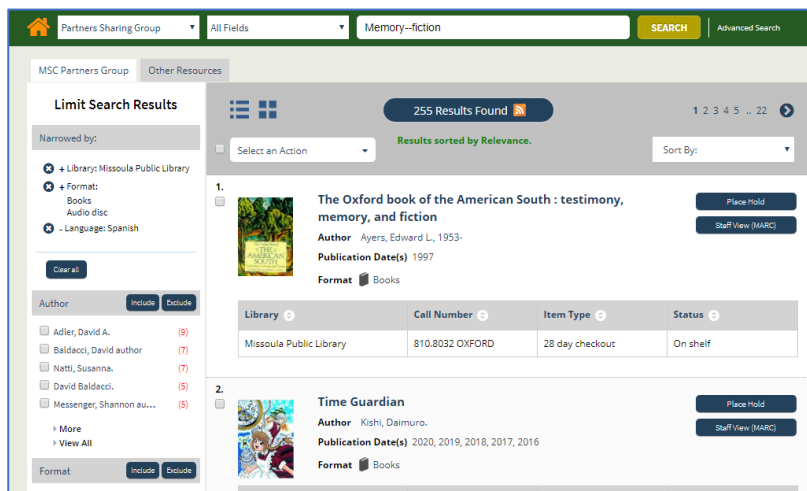 Partners Sharing Group
All Fields
Memory--fiction
SEARCH
Advanced Search
MSC Partners Group
Other Resources
Limit Search Results
Narrowed by:
+ Library: Missoula Public Library
+ Format:
Books
Audio disc
- Language: Spanish
Clear all
Author
Include
Exclude
Adler, David A. (9)
Baldacci, David author (7)
Natti, Susanna. (7)
David Baldacci. (5)
Messenger, Shannon au... (5)
More
View All
Format
Include
Exclude
255 Results Found
1 2 3 4 5 .. 22
Select an Action
Results sorted by Relevance.
Sort By:
1.
The Oxford book of the American South : testimony,
memory, and fiction
Author Ayers, Edward L., 1953-
Publication Date(s) 1997
Format Books
Place Hold
Staff View (MARC)
THE
AMERICAN
SOUTH
Library Call Number Item Type Status
Missoula Public Library 810.8032 OXFORD 28 day checkout On shelf
2.
Time Guardian
Author Kishi, Daimuro.
Publication Date(s) 2020, 2019, 2018, 2017, 2016
Format Books
Place Hold
Staff View (MARC)